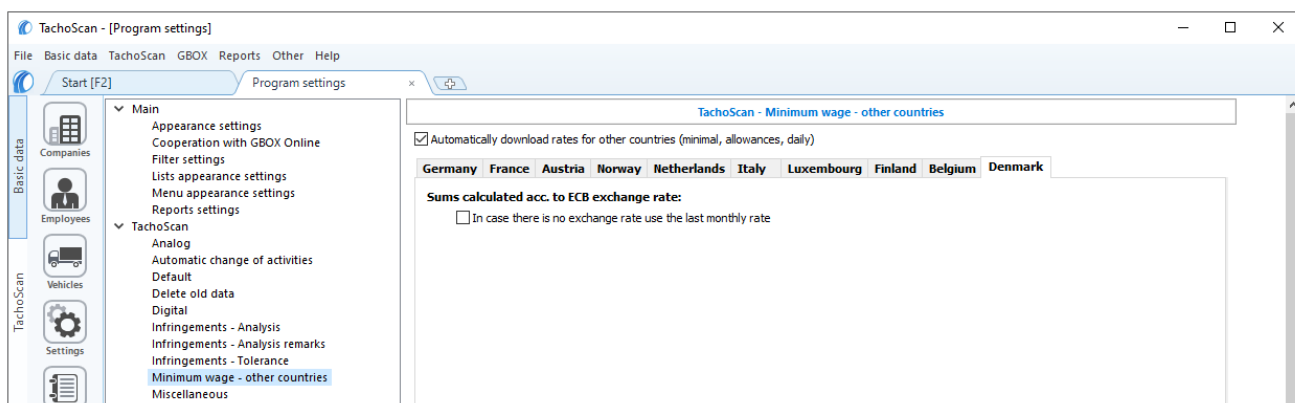 TachoScan - [Program settings]
File Basic data TachoScan GBOX Reports Other Help
Start [F2]
Program settings
Basic data
TachoScan
Companies
Employees
Vehicles
Settings
Main
Appearance settings
Cooperation with GBOX Online
Filter settings
Lists appearance settings
Menu appearance settings
Reports settings
TachoScan
Analog
Automatic change of activities
Default
Delete old data
Digital
Infringements - Analysis
Infringements - Analysis remarks
Infringements - Tolerance
Minimum wage - other countries
Miscellaneous
TachoScan - Minimum wage - other countries
Automatically download rates for other countries (minimal, allowances, daily)
Germany France Austria Norway Netherlands Italy Luxembourg Finland Belgium Denmark
Sums calculated acc. to ECB exchange rate:
In case there is no exchange rate use the last monthly rate